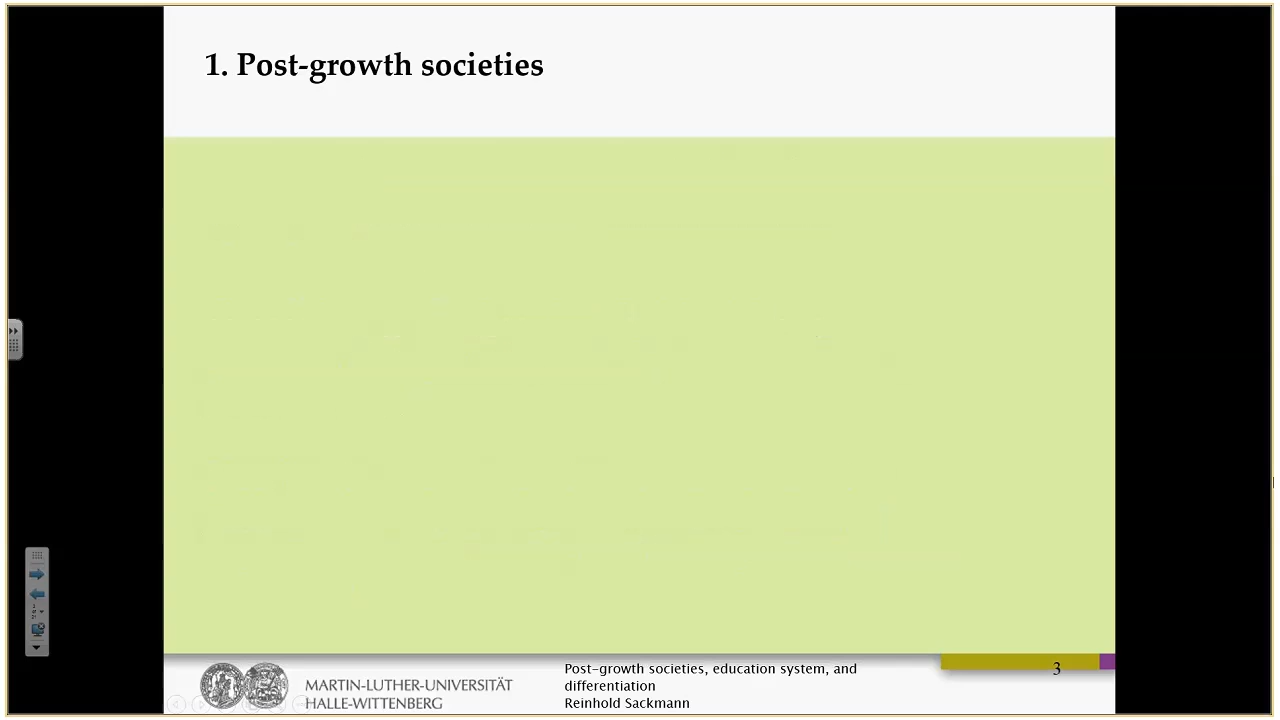 1. Post-growth societies
MARTIN-LUTHER-UNIVERSITÄT
HALLE-WITTENBERG
Post-growth societies, education system, and
differentiation
Reinhold Sackmann
3